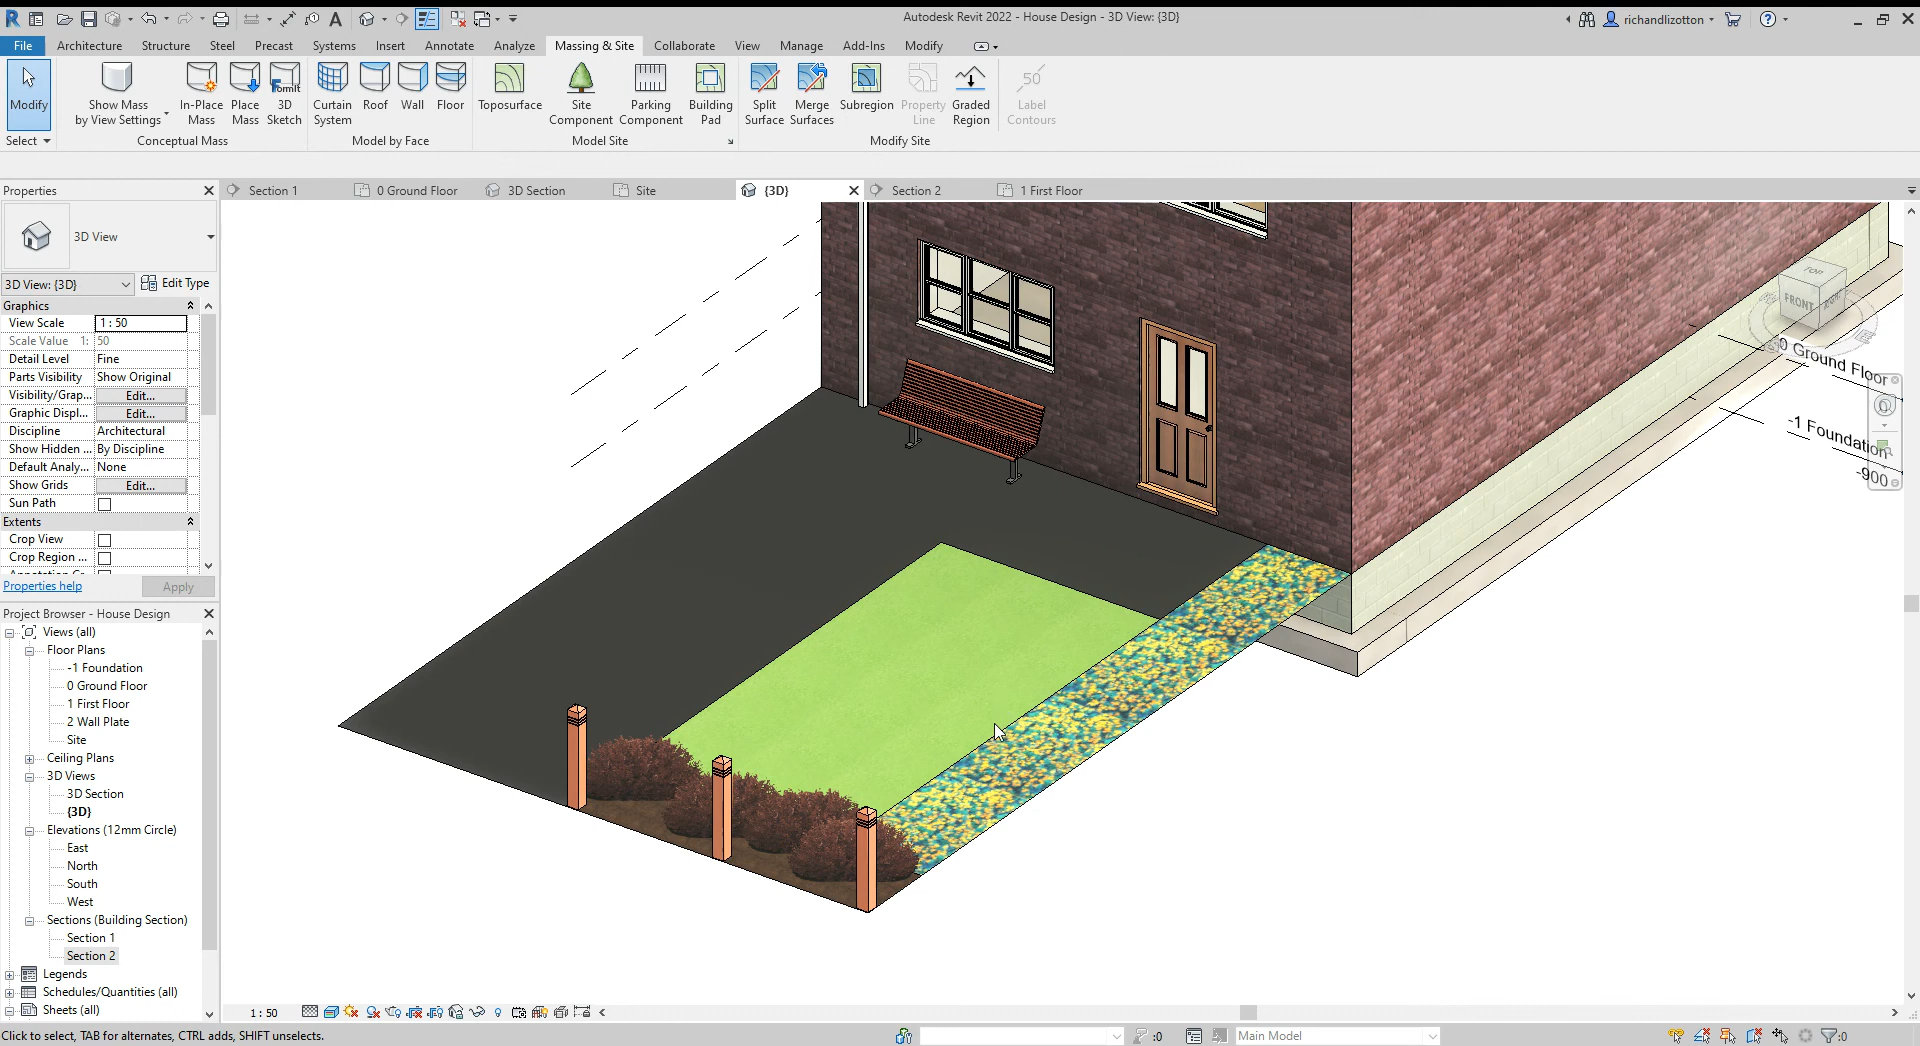 Autodesk Revit 2022 - House Design - 3D View: {3D}
richandlizotton
File Architecture Structure Steel Precast Systems Insert Annotate Analyze Massing & Site Collaborate View Manage Add-Ins Modify
Modify
Show Mass
by View Settings
In-Place
Mass
Place
Mass
3D
Sketch
Curtain
System
Roof
Wall
Floor
Toposurface
Site
Component
Parking
Component
Building
Pad
Split
Surface
Merge
Surfaces
Subregion
Property
Line
Graded
Region
50
Label
Contours
Select
Conceptual Mass
Model by Face
Model Site
Modify Site
Properties
Section 1
0 Ground Floor
3D Section
Site
{3D}
Section 2
1 First Floor
3D View
3D View: {3D}
Edit Type
Graphics
View Scale 1 : 50
Scale Value 1: 50
Detail Level Fine
Parts Visibility Show Original
Visibility/Grap... Edit...
Graphic Displ... Edit...
Discipline Architectural
Show Hidden ... By Discipline
Default Analy... None
Show Grids Edit...
Sun Path
Extents
Crop View
Crop Region ...
Properties help
Apply
Project Browser - House Design
Views (all)
Floor Plans
-1 Foundation
0 Ground Floor
1 First Floor
2 Wall Plate
Site
Ceiling Plans
3D Views
3D Section
{3D}
Elevations (12mm Circle)
East
North
South
West
Sections (Building Section)
Section 1
Section 2
Legends
Schedules/Quantities (all)
Sheets (all)
TOP
FRONT
0 Ground Floor
0
-1 Foundation
-900
1 : 50
Click to select, TAB for alternates, CTRL adds, SHIFT unselects.
:0
Main Model
:0